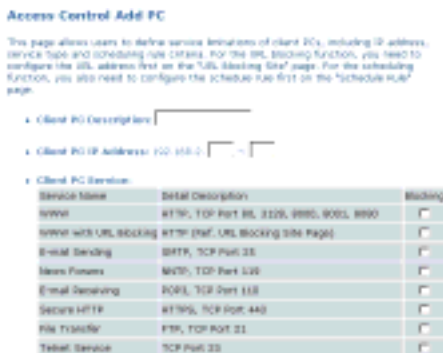 Access Control Add PC
This page allows users to define service limitations of client PCs, including IP address,
service type and scheduling rule criteria. For the URL blocking function, you need to
configure the URL address first on the "URL Blocking Site" page. For the scheduling
function, you also need to configure the schedule rule first on the "Schedule Rule"
page.
Client PC Description:
Client PC IP Address: 192.168.2. ~
Client PC Service:
Service Name Detail Description Blocking
WWW HTTP, TCP Port 80, 3128, 8000, 8001, 8080
WWW with URL Blocking HTTP (Ref. URL Blocking Site Page)
E-mail Sending SMTP, TCP Port 25
News Forums NNTP, TCP Port 119
E-mail Receiving POP3, TCP Port 110
Secure HTTP HTTPS, TCP Port 443
File Transfer FTP, TCP Port 21
Telnet Service TCP Port 23